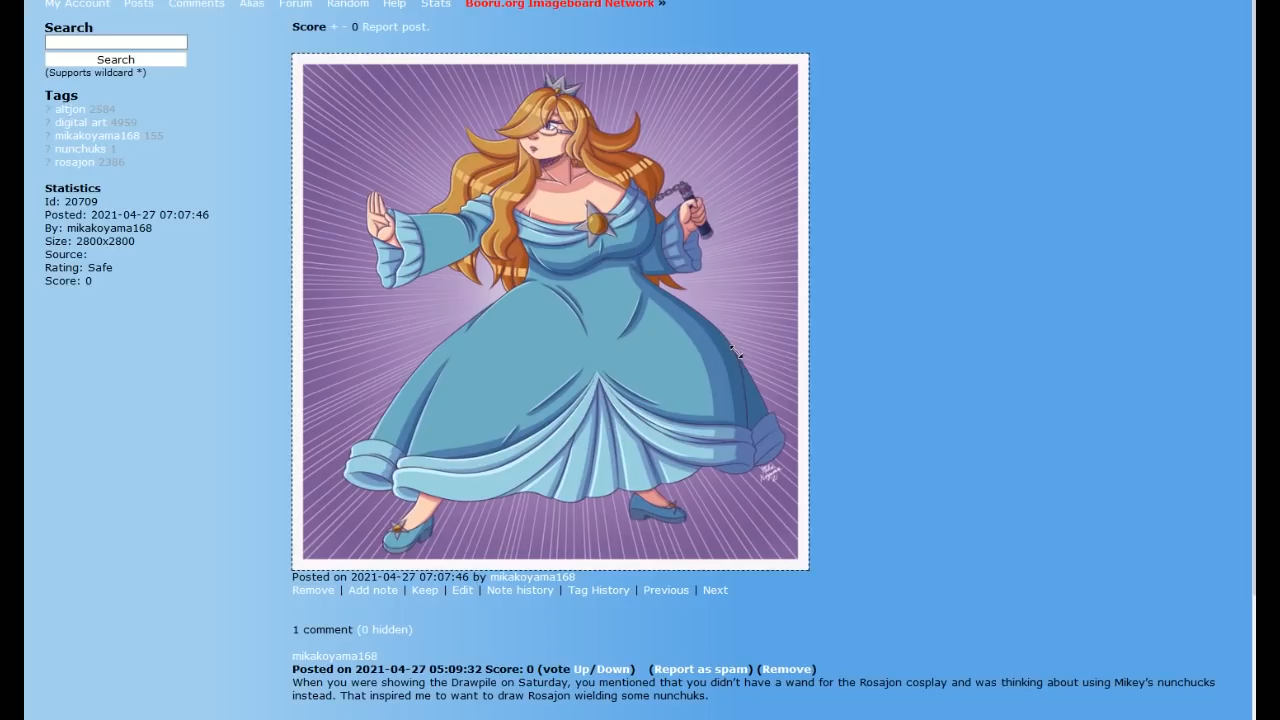 My Account Posts Comments Alias Forum Random Help Stats Booru.org Imageboard Network »
Search
Search
(Supports wildcard *)
Tags
? altjon 2584
? digital art 4959
? mikakoyama168 155
? nunchuks 1
? rosajon 2386
Statistics
Id: 20709
Posted: 2021-04-27 07:07:46
By: mikakoyama168
Size: 2800x2800
Source:
Rating: Safe
Score: 0
Score + - 0 Report post.
Posted on 2021-04-27 07:07:46 by mikakoyama168
Remove | Add note | Keep | Edit | Note history | Tag History | Previous | Next
1 comment (0 hidden)
mikakoyama168
Posted on 2021-04-27 05:09:32 Score: 0 (vote Up/Down) (Report as spam) (Remove)
When you were showing the Drawpile on Saturday, you mentioned that you didn't have a wand for the Rosajon cosplay and was thinking about using Mikey's nunchucks
instead. That inspired me to want to draw Rosajon wielding some nunchuks.